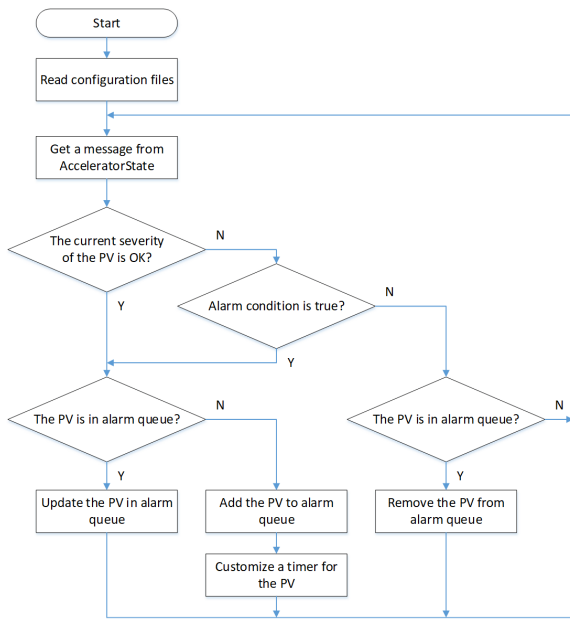 Start
Read configuration files
Get a message from
AcceleratorState
The current severity
of the PV is OK?
N
Y
Alarm condition is true?
N
Y
The PV is in alarm queue?
N
Y
The PV is in alarm queue?
N
Y
Update the PV in alarm
queue
Add the PV to alarm
queue
Remove the PV from
alarm queue
Customize a timer for
the PV